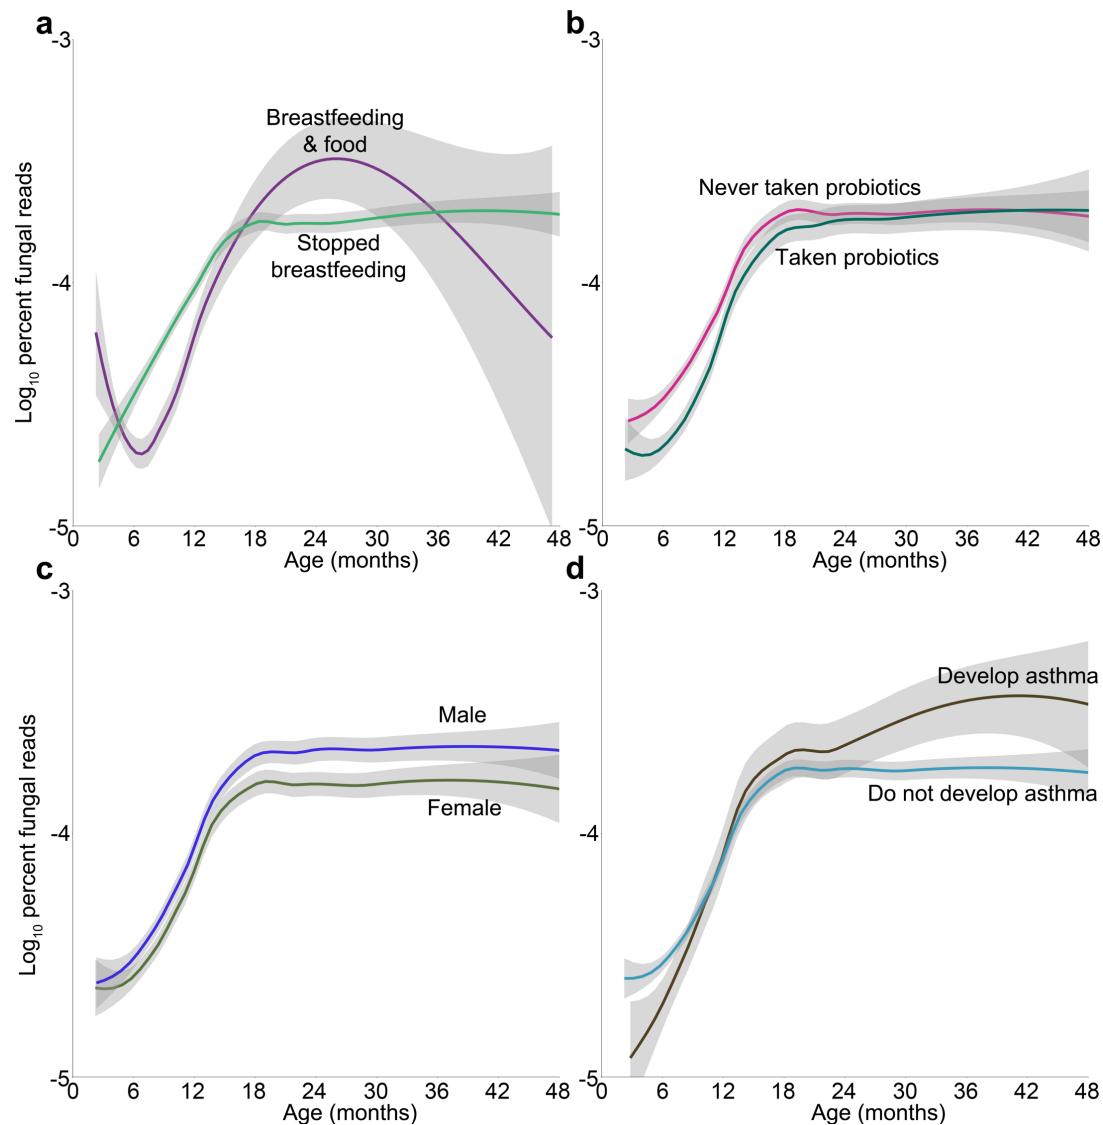 a
-3
Breastfeeding
& food
Stopped
breastfeeding
-4
-5
Log10 percent fungal reads
0 6 12 18 24 30 36 42 48
Age (months)
b
-3
Never taken probiotics
Taken probiotics
-4
-5
0 6 12 18 24 30 36 42 48
Age (months)
c
-3
Male
Female
-4
-5
Log10 percent fungal reads
0 6 12 18 24 30 36 42 48
Age (months)
d
-3
Develop asthma
Do not develop asthma
-4
-5
0 6 12 18 24 30 36 42 48
Age (months)